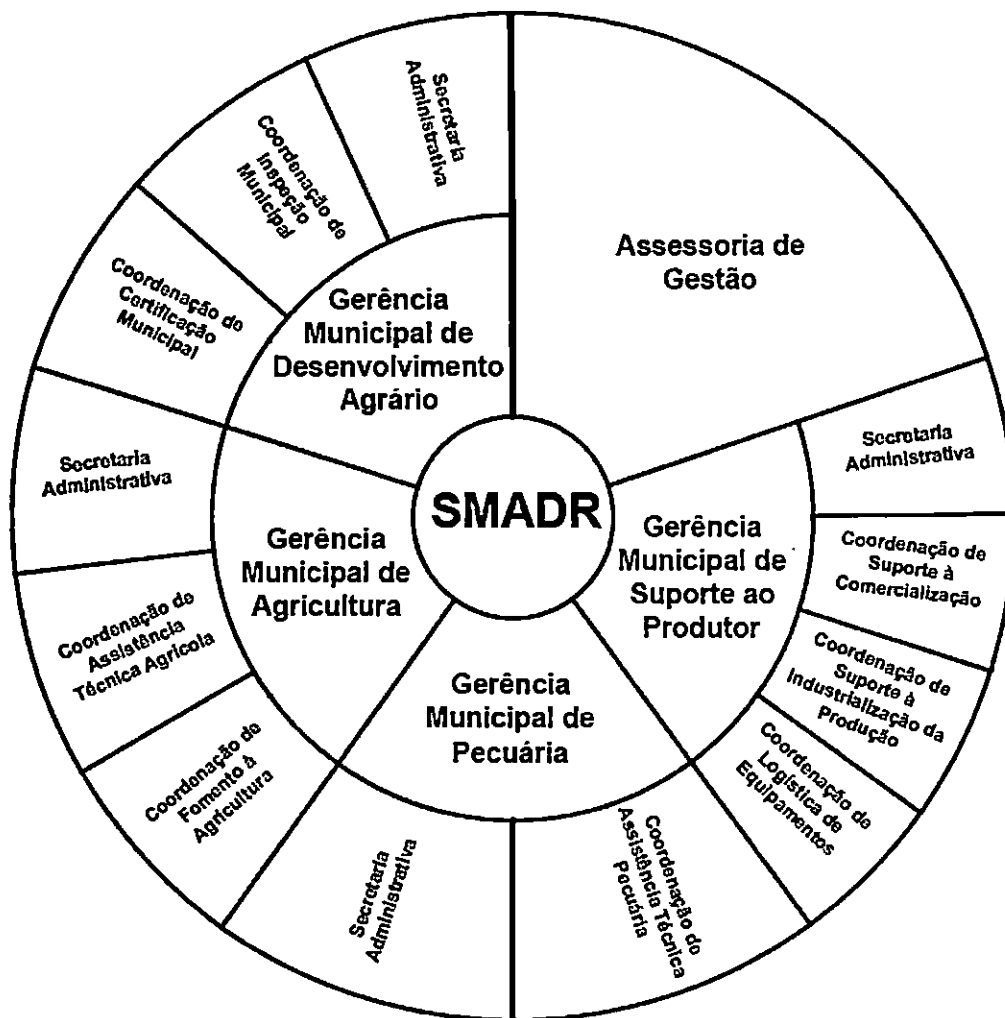 SMADR
Assessoria de
Gestão
Gerência
Municipal de
Suporte ao
Produtor
Secretaria
Administrativa
Coordenação de
Suporte à
Comercialização
Coordenação de
Suporte à
Industrialização da
Produção
Coordenação de
Logística de
Equipamentos
Gerência
Municipal de
Pecuária
Coordenação de
Assistência Técnica
Pecuária
Secretaria
Administrativa
Gerência
Municipal de
Agricultura
Coordenação de
Fomento à
Agricultura
Coordenação de
Assistência
Técnica Agrícola
Secretaria
Administrativa
Gerência
Municipal de
Desenvolvimento
Agrário
Coordenação de
Certificação
Municipal
Coordenação de
Inspeção
Municipal
Secretaria
Administrativa